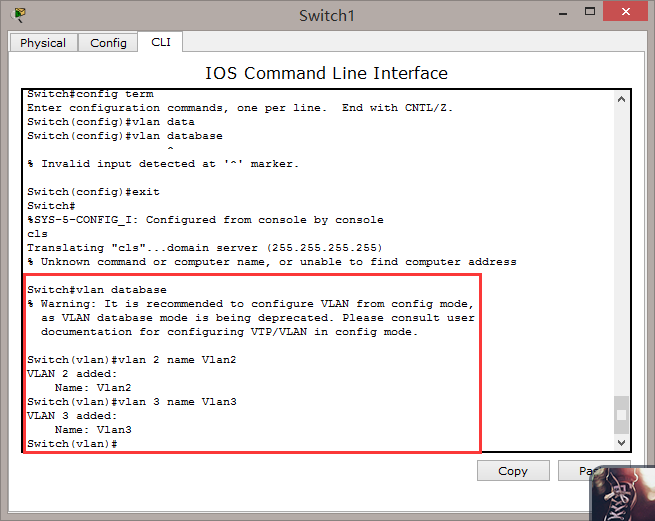 Switch1
Physical Config CLI
IOS Command Line Interface
Switch#config term
Enter configuration commands, one per line.  End with CNTL/Z.
Switch(config)#vlan data
Switch(config)#vlan database
^
% Invalid input detected at '^' marker.
Switch(config)#exit
Switch#
%SYS-5-CONFIG_I: Configured from console by console
cls
Translating "cls"...domain server (255.255.255.255)
% Unknown command or computer name, or unable to find computer address
Switch#vlan database
% Warning: It is recommended to configure VLAN from config mode,
as VLAN database mode is being deprecated. Please consult user
documentation for configuring VTP/VLAN in config mode.
Switch(vlan)#vlan 2 name Vlan2
VLAN 2 added:
Name: Vlan2
Switch(vlan)#vlan 3 name Vlan3
VLAN 3 added:
Name: Vlan3
Switch(vlan)#
Copy